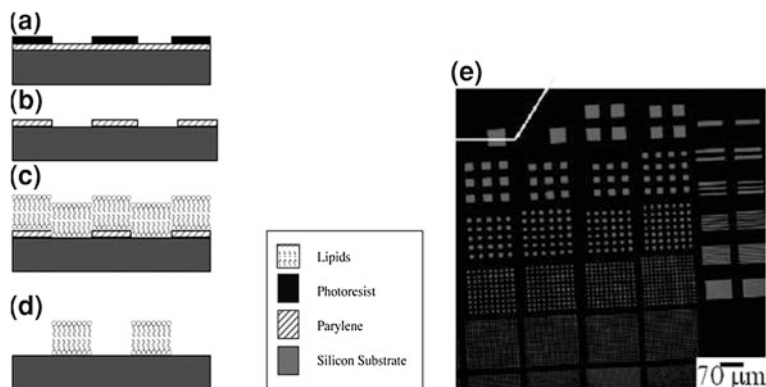 (a)
(b)
(c)
(d)
Lipids
Photoresist
Parylene
Silicon Substrate
(e)
70 μm